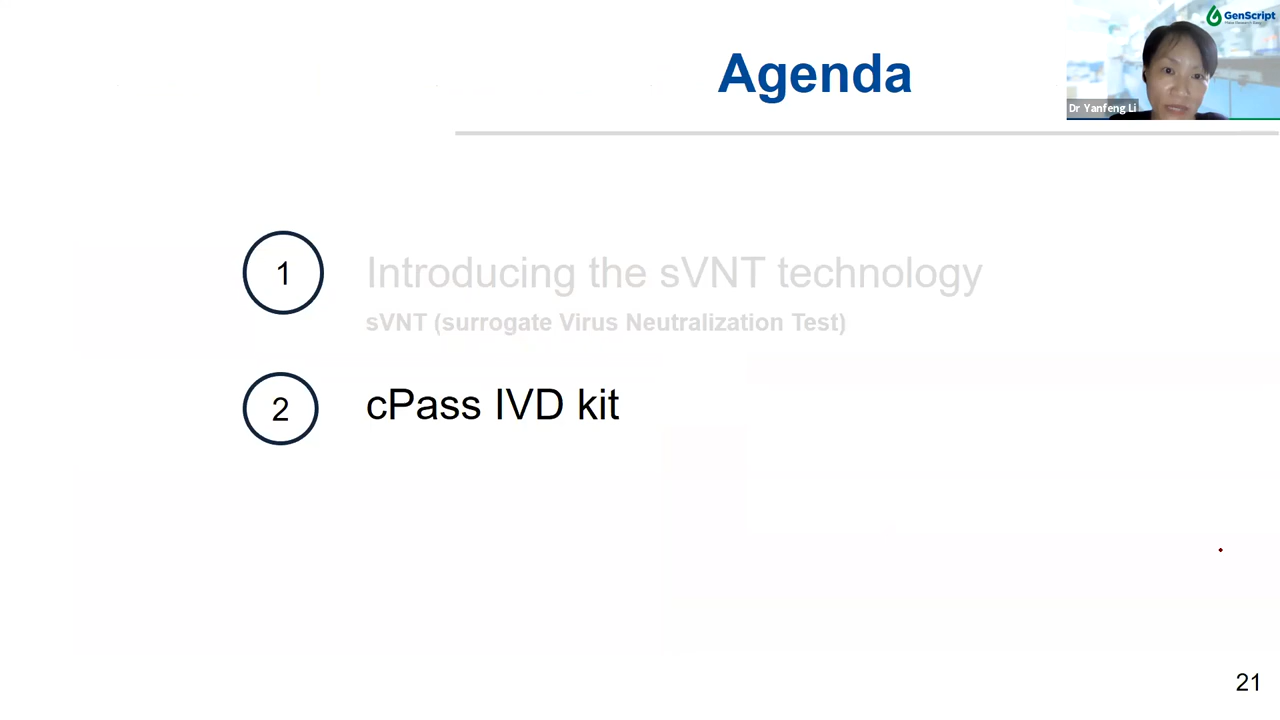 GenScript
Agenda
Dr Yanfeng Li
1
Introducing the sVNT technology
sVNT (surrogate Virus Neutralization Test)
2
cPass IVD kit
21